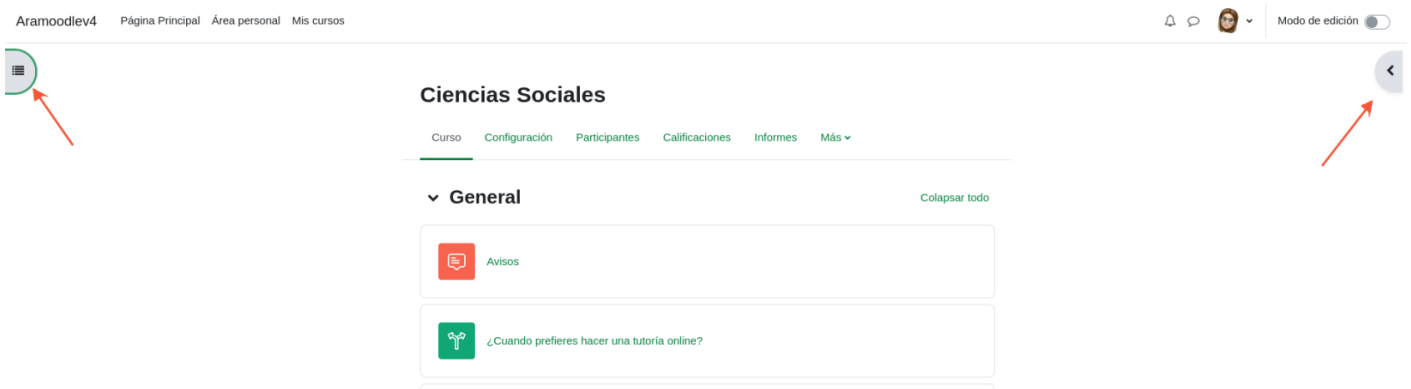 Aramoodlev4 Página Principal Área personal Mis cursos Modo de edición
Ciencias Sociales
Curso Configuración Participantes Calificaciones Informes Más
General Colapsar todo
Avisos
¿Cuando prefieres hacer una tutoría online?